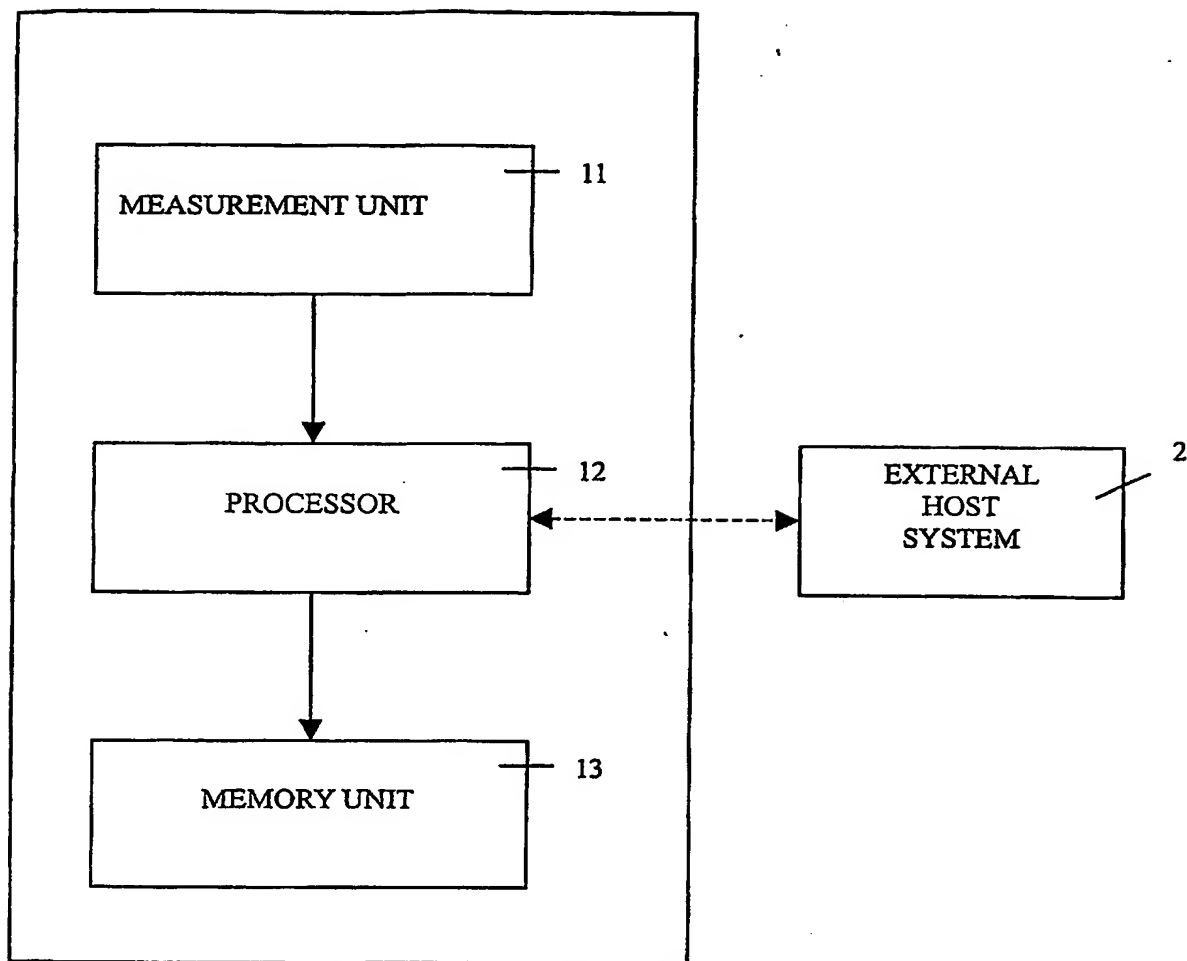 11
MEASUREMENT UNIT
12
PROCESSOR
2
EXTERNAL
HOST
SYSTEM
13
MEMORY UNIT